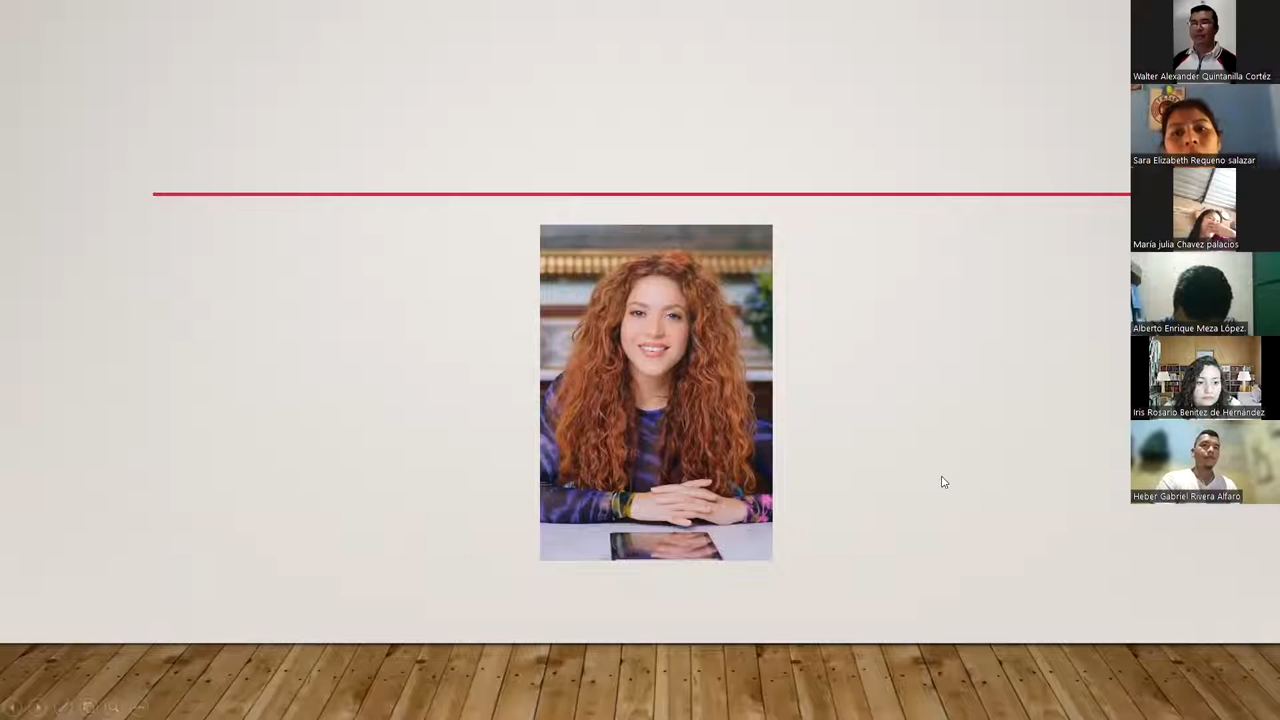 Walter Alexander Quintanilla Cortéz
Sara Elizabeth Requeno salazar
María julia Chavez palacios
Alberto Enrique Meza López.
Iris Rosario Benitez de Hernández
Heber Gabriel Rivera Alfaro